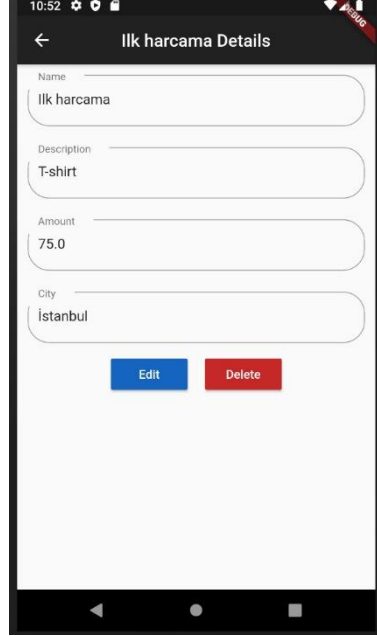 10:52
DEBUG
Ilk harcama Details
Name
Ilk harcama
Description
T-shirt
Amount
75.0
City
İstanbul
Edit Delete